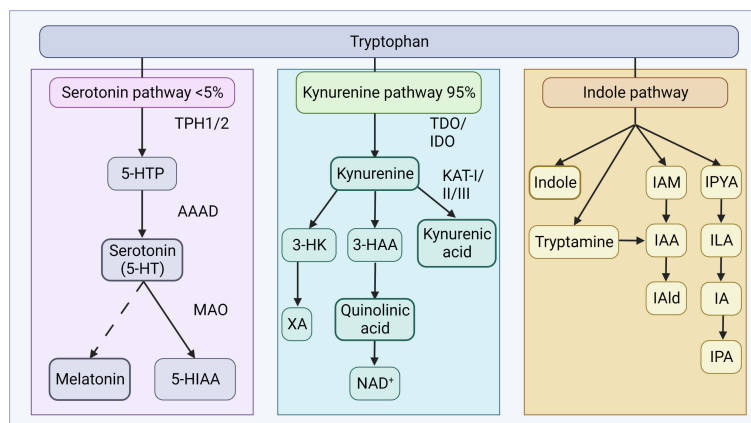 Tryptophan
Serotonin pathway <5%
TPH1/2
5-HTP
AAAD
Serotonin
(5-HT)
MAO
Melatonin
5-HIAA
Kynurenine pathway 95%
TDO/
IDO
Kynurenine
KAT-I/
II/III
3-HK
3-HAA
Kynurenic
acid
XA
Quinolinic
acid
NAD⁺
Indole pathway
Indole
IAM
IPYA
Tryptamine
IAA
ILA
IAld
IA
IPA